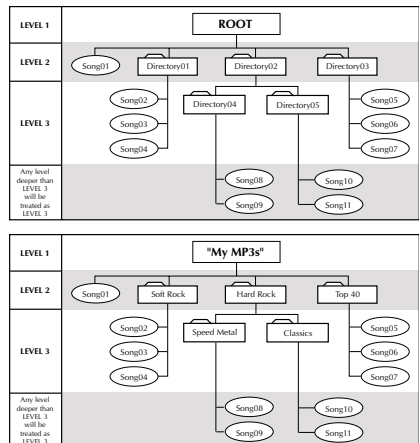 LEVEL 1
ROOT
LEVEL 2
Song01
Directory01
Directory02
Directory03
LEVEL 3
Song02
Song03
Song04
Directory04
Directory05
Song05
Song06
Song07
Any level
deeper than
LEVEL 3
will be
treated as
LEVEL 3
Song08
Song09
Song10
Song11
LEVEL 1
"My MP3s"
LEVEL 2
Song01
Soft Rock
Hard Rock
Top 40
LEVEL 3
Song02
Song03
Song04
Speed Metal
Classics
Song05
Song06
Song07
Any level
deeper than
LEVEL 3
will be
treated as
LEVEL 3
Song08
Song09
Song10
Song11